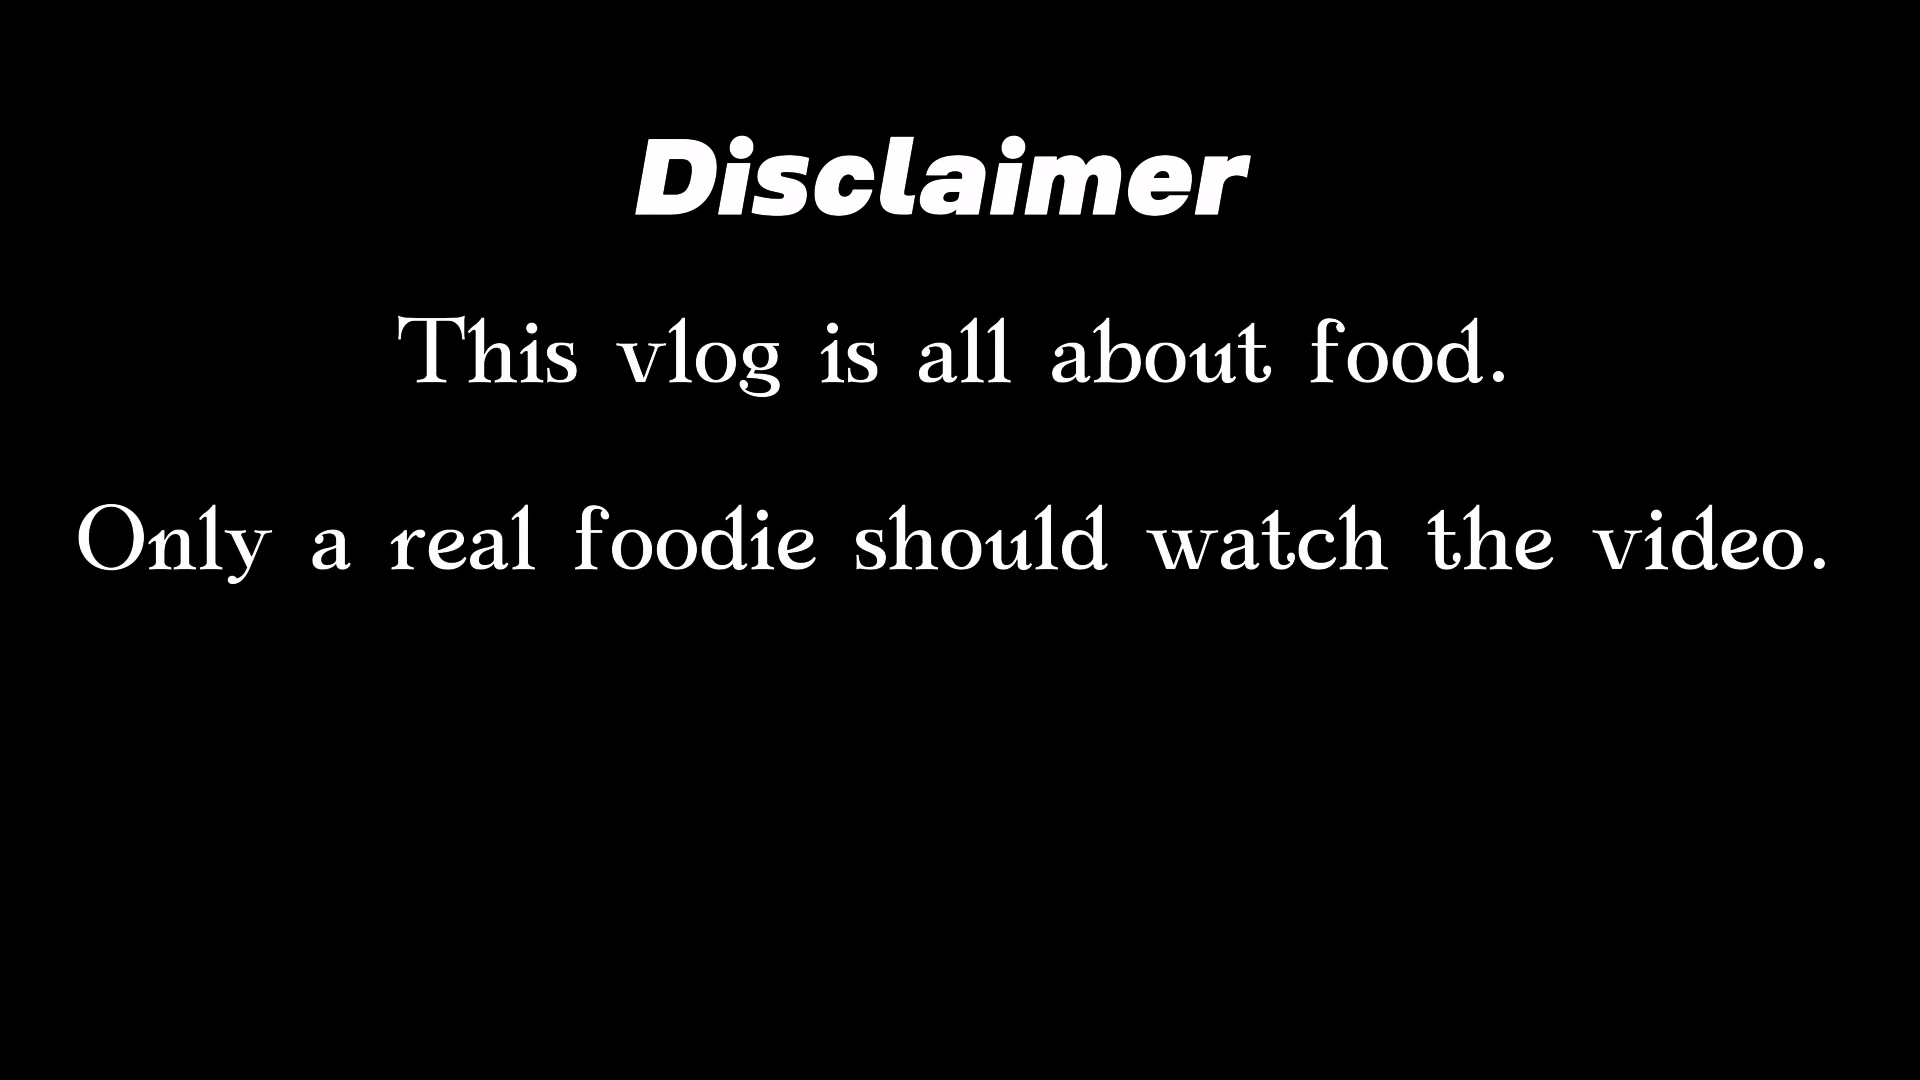 Disclaimer
This vlog is all about food.
Only a real foodie should watch the video.